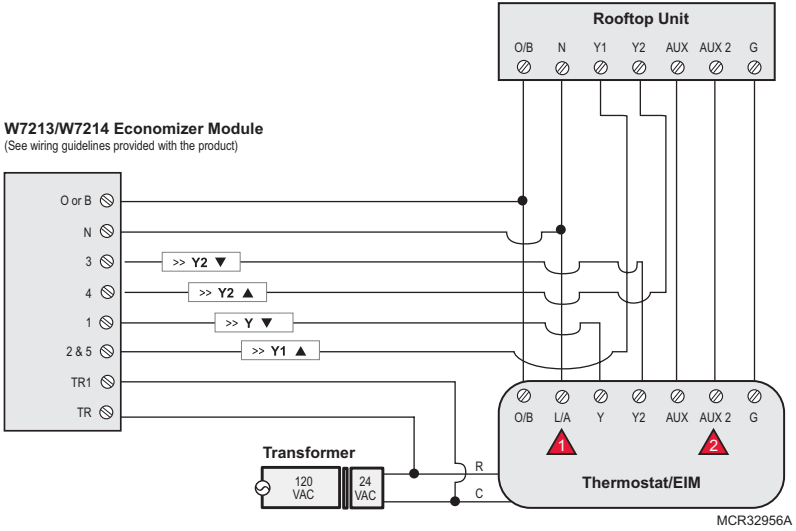 Rooftop Unit
O/B N Y1 Y2 AUX AUX 2 G
W7213/W7214 Economizer Module
(See wiring guidelines provided with the product)
O or B
N
3 >> Y2 ▼
4 >> Y2 ▲
1 >> Y ▼
2 & 5 >> Y1 ▲
TR1
TR
O/B L/A Y Y2 AUX AUX 2 G
1 2
Transformer
120 VAC
24 VAC
R
C
Thermostat/EIM
MCR32956A